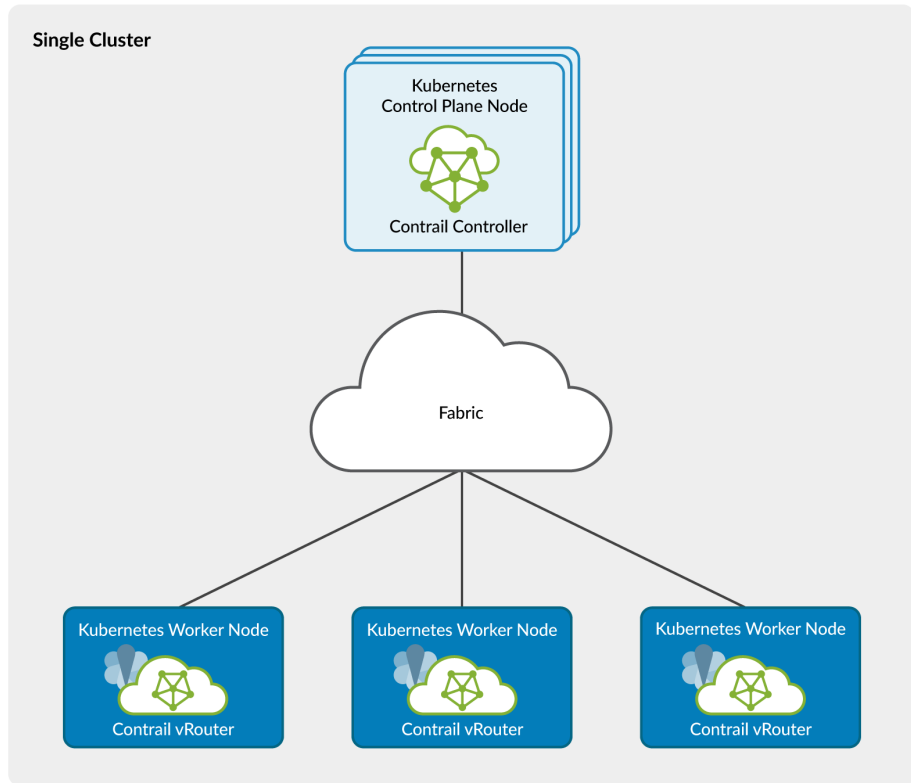 Single Cluster
Kubernetes
Control Plane Node
Contrail Controller
Fabric
Kubernetes Worker Node
Contrail vRouter
Kubernetes Worker Node
Contrail vRouter
Kubernetes Worker Node
Contrail vRouter